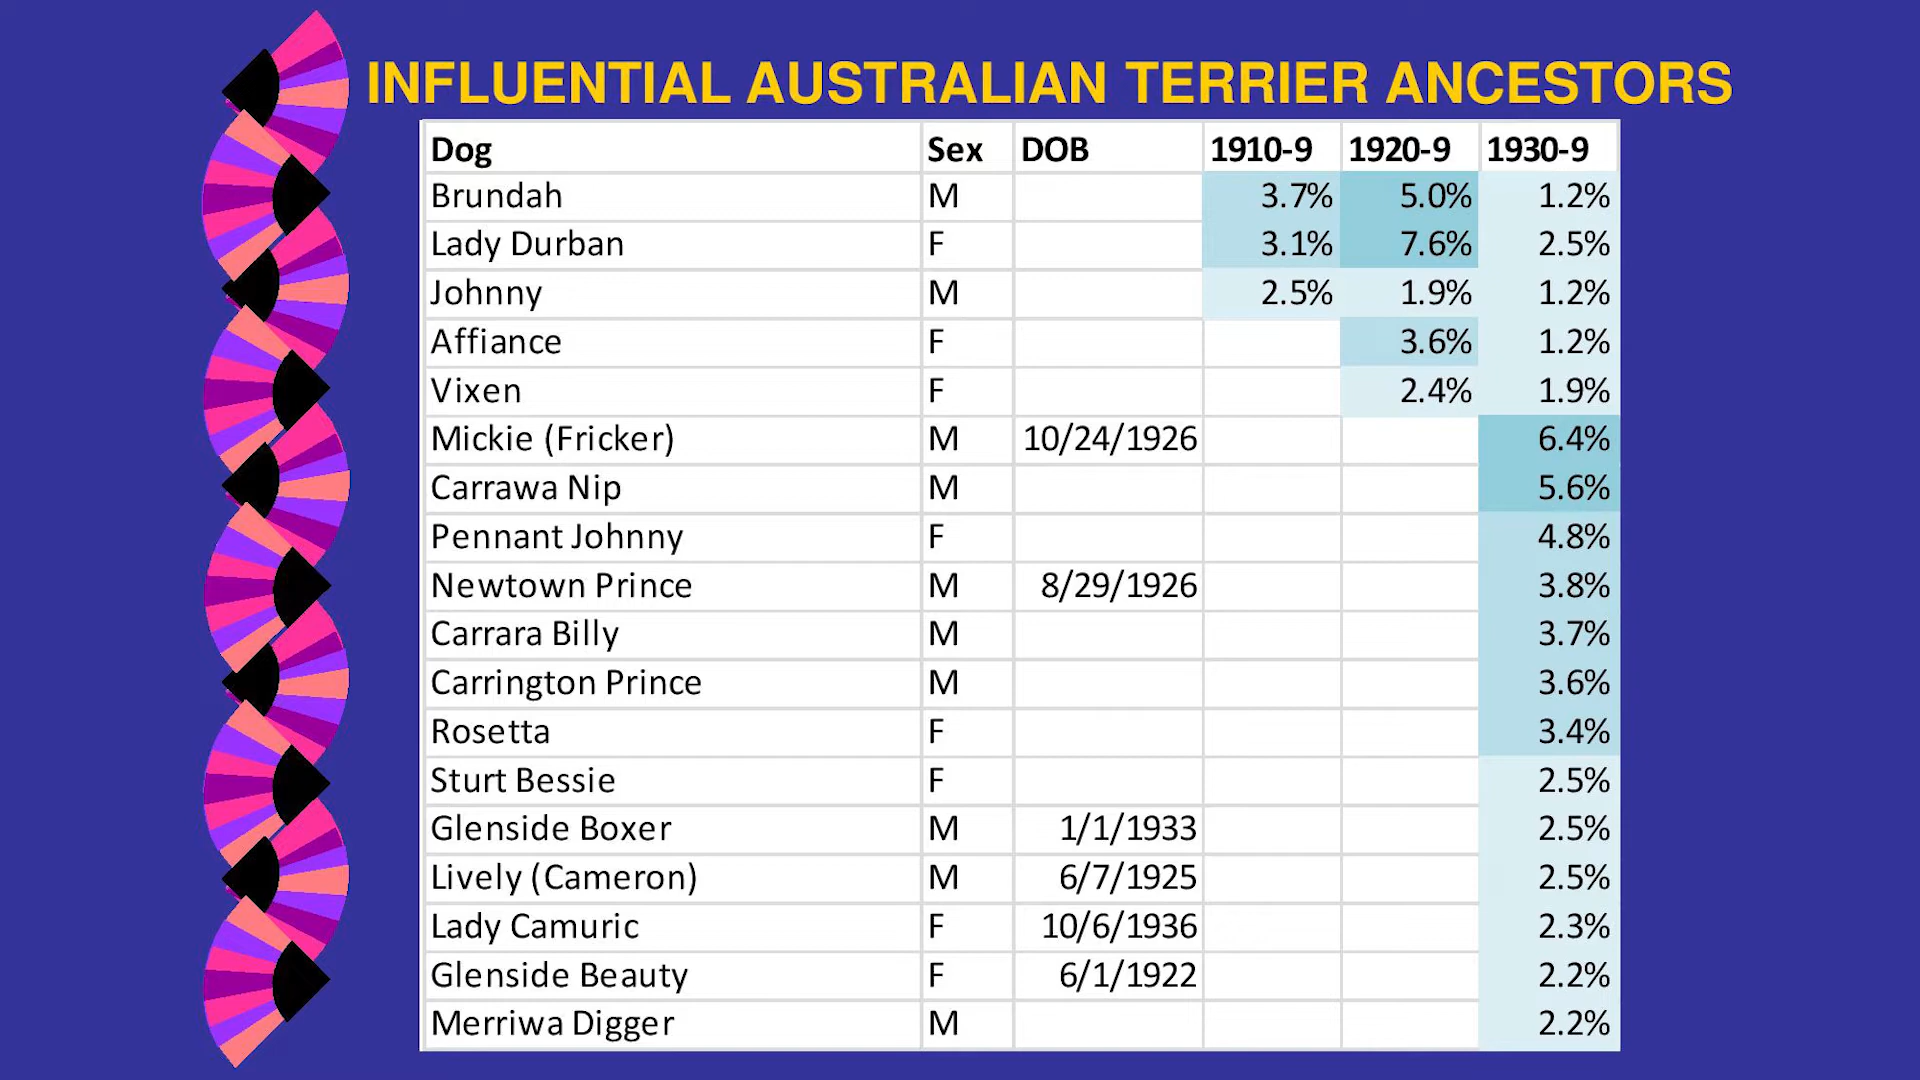 INFLUENTIAL AUSTRALIAN TERRIER ANCESTORS
Dog Sex DOB 1910-9 1920-9 1930-9
Brundah M 3.7% 5.0% 1.2%
Lady Durban F 3.1% 7.6% 2.5%
Johnny M 2.5% 1.9% 1.2%
Affiance F 3.6% 1.2%
Vixen F 2.4% 1.9%
Mickie (Fricker) M 10/24/1926 6.4%
Carrawa Nip M 5.6%
Pennant Johnny F 4.8%
Newtown Prince M 8/29/1926 3.8%
Carrara Billy M 3.7%
Carrington Prince M 3.6%
Rosetta F 3.4%
Sturt Bessie F 2.5%
Glenside Boxer M 1/1/1933 2.5%
Lively (Cameron) M 6/7/1925 2.5%
Lady Camuric F 10/6/1936 2.3%
Glenside Beauty F 6/1/1922 2.2%
Merriwa Digger M 2.2%